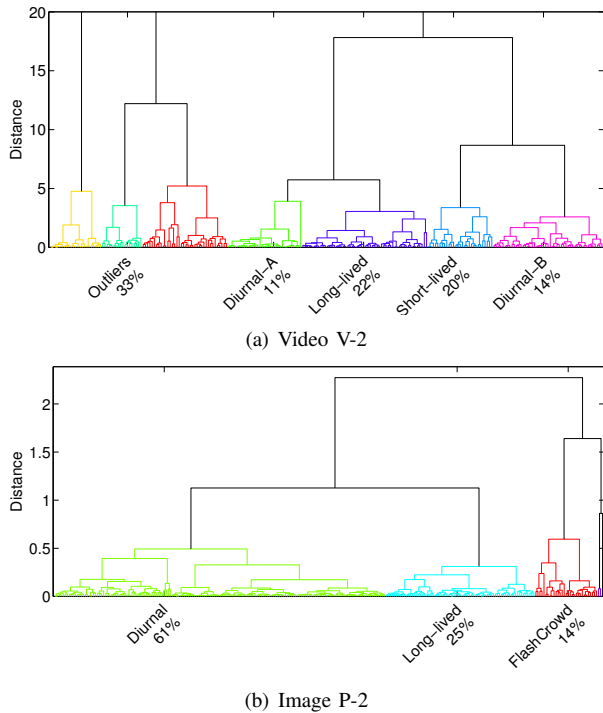 20
15
10
5
0
Distance
Outliers
33%
Diurnal-A
11%
Long-lived
22%
Short-lived
20%
Diurnal-B
14%
(a) Video V-2
2
1.5
1
0.5
0
Distance
Diurnal
61%
Long-lived
25%
FlashCrowd
14%
(b) Image P-2